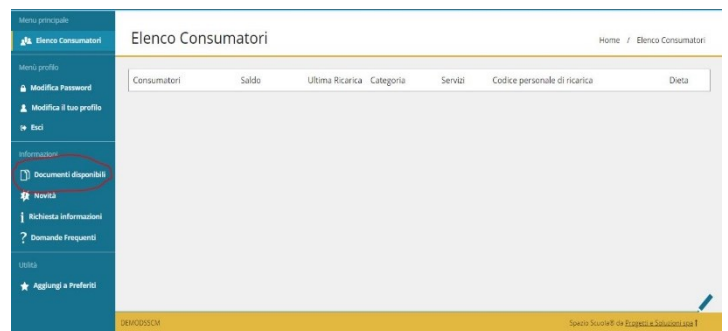 Menu principale
Elenco Consumatori
Menù profilo
Modifica Password
Modifica il tuo profilo
Esci
Informazioni
Documenti disponibili
Novità
Richiesta informazioni
Domande Frequenti
Utilità
Aggiungi a Preferiti
Elenco Consumatori
Home / Elenco Consumatori
Consumatori Saldo Ultima Ricarica Categoria Servizi Codice personale di ricarica Dieta
DEMODSSCM
Spazio Scuola® da Progetti e Soluzioni spa